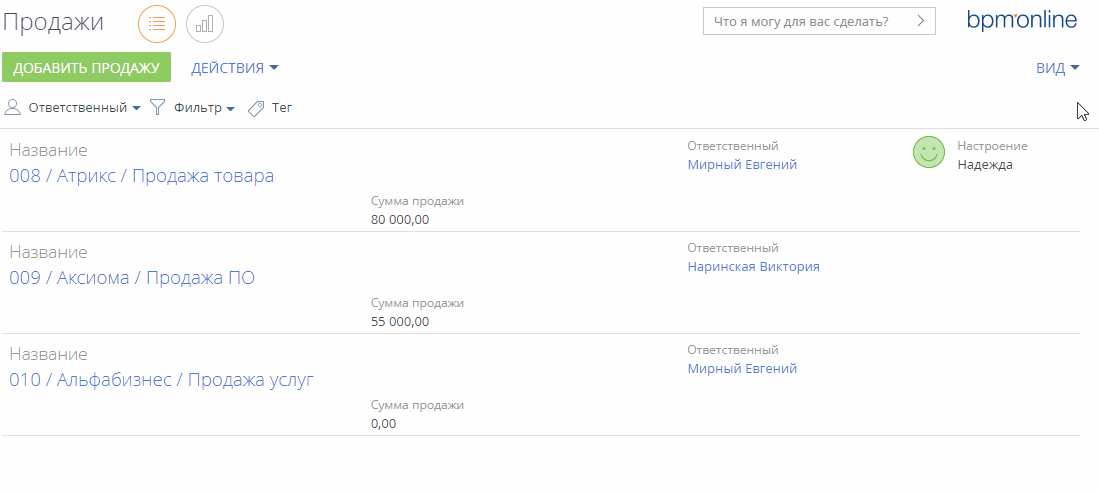 Продажи
Что я могу для вас сделать?
bpm'online
ДОБАВИТЬ ПРОДАЖУ
ДЕЙСТВИЯ
ВИД
Ответственный
Фильтр
Тег
Название
008 / Атрикс / Продажа товара
Сумма продажи
80 000,00
Ответственный
Мирный Евгений
Настроение
Надежда
Название
009 / Аксиома / Продажа ПО
Сумма продажи
55 000,00
Ответственный
Наринская Виктория
Название
010 / Альфабизнес / Продажа услуг
Сумма продажи
0,00
Ответственный
Мирный Евгений